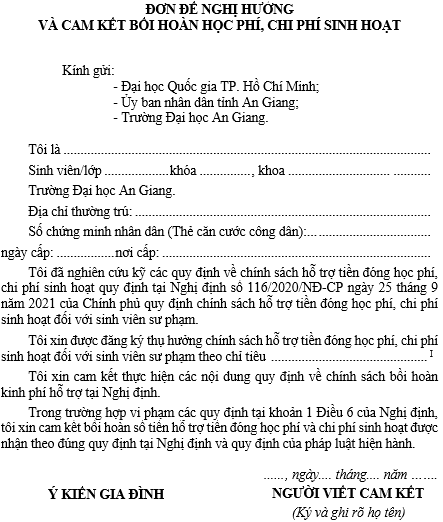 ĐƠN ĐỀ NGHỊ HƯỞNG
VÀ CAM KẾT BỒI HOÀN HỌC PHÍ, CHI PHÍ SINH HOẠT
Kính gửi:
- Đại học Quốc gia TP. Hồ Chí Minh;
- Ủy ban nhân dân tỉnh An Giang;
- Trường Đại học An Giang.
Tôi là ..............................................................................................................
Sinh viên/lớp ....................khóa ................, khoa ....................... ...........
Trường Đại học An Giang.
Địa chỉ thường trú: .........................................................................................
Số chứng minh nhân dân (Thẻ căn cước công dân):.....................................
ngày cấp: .................nơi cấp: .................................................................................
Tôi đã nghiên cứu kỹ các quy định về chính sách hỗ trợ tiền đóng học phí,
chi phí sinh hoạt quy định tại Nghị định số 116/2020/NĐ-CP ngày 25 tháng 9
năm 2021 của Chính phủ quy định chính sách hỗ trợ tiền đóng học phí, chi phí
sinh hoạt đối với sinh viên sư phạm.
Tôi xin được đăng ký thụ hưởng chính sách hỗ trợ tiền đóng học phí, chi phí
sinh hoạt đối với sinh viên sư phạm theo chỉ tiêu ................................................1
Tôi xin cam kết thực hiện các nội dung quy định về chính sách bồi hoàn
kinh phí hỗ trợ tại Nghị định.
Trong trường hợp vi phạm các quy định tại khoản 1 Điều 6 của Nghị định,
tôi xin cam kết bồi hoàn số tiền hỗ trợ tiền đóng học phí và chi phí sinh hoạt được
nhận theo đúng quy định tại Nghị định và quy định của pháp luật hiện hành.
......, ngày.... tháng.... năm .......
Ý KIẾN GIA ĐÌNH NGƯỜI VIẾT CAM KẾT
(Ký và ghi rõ họ tên)